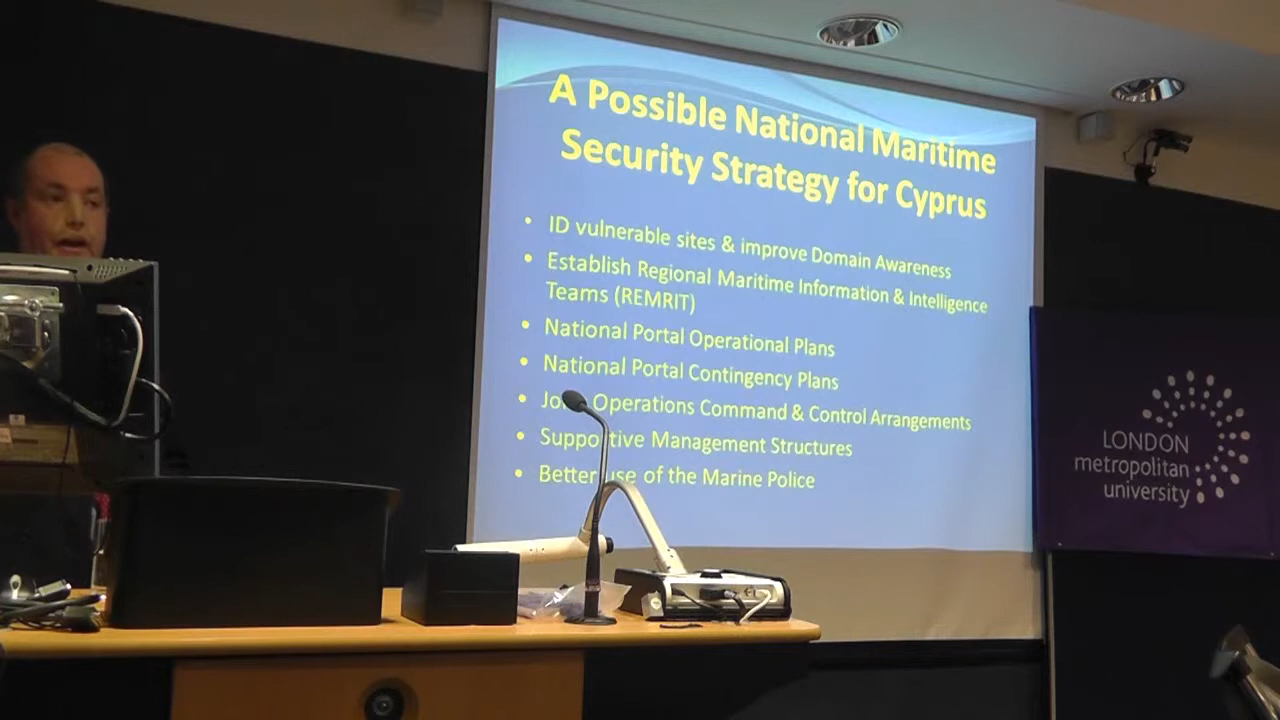 A Possible National Maritime
Security Strategy for Cyprus
• ID vulnerable sites & improve Domain Awareness
• Establish Regional Maritime Information & Intelligence
Teams (REMRIT)
• National Portal Operational Plans
• National Portal Contingency Plans
• Joint Operations Command & Control Arrangements
• Supportive Management Structures
• Better use of the Marine Police
LONDON
metropolitan
university